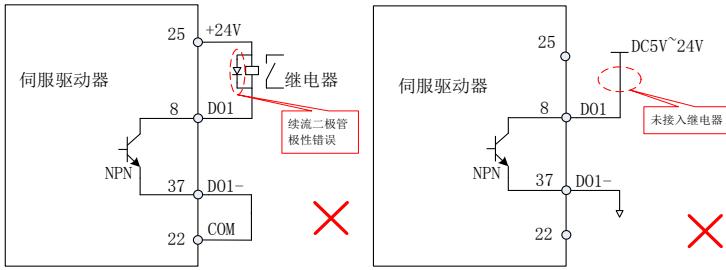 25
+24V
伺服驱动器
继电器
8
DO1
续流二极管
极性错误
NPN
37
DO1-
22
COM
25
DC5V~24V
伺服驱动器
8
DO1
未接入继电器
NPN
37
DO1-
22